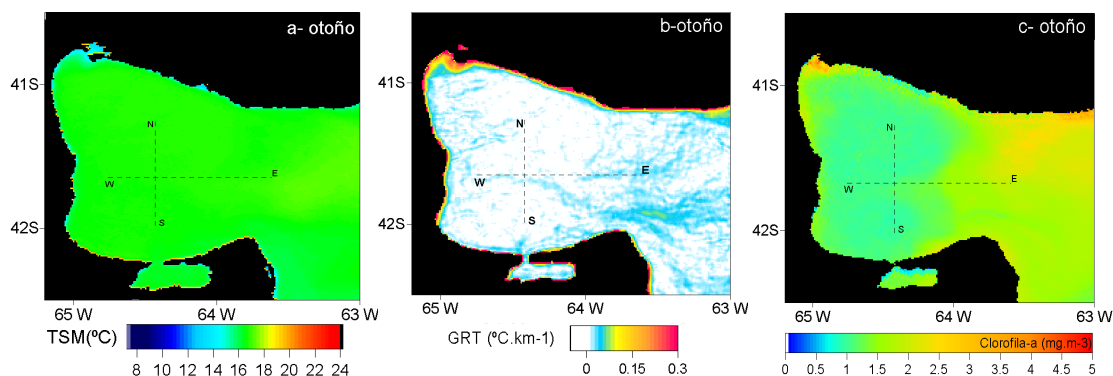 a- otoño
41S
42S
N
W
E
S
65 W
64 W
63 W
TSM(ºC)
8 10 12 14 16 18 20 22 24
b-otoño
N
W
E
S
65 W
64 W
63 W
GRT (ºC.km-1)
0 0.15 0.3
c- otoño
41S
42S
N
W
E
S
65 W
64 W
63 W
Clorofila-a (mg.m-3)
0 0.5 1 1.5 2 2.5 3 3.5 4 4.5 5